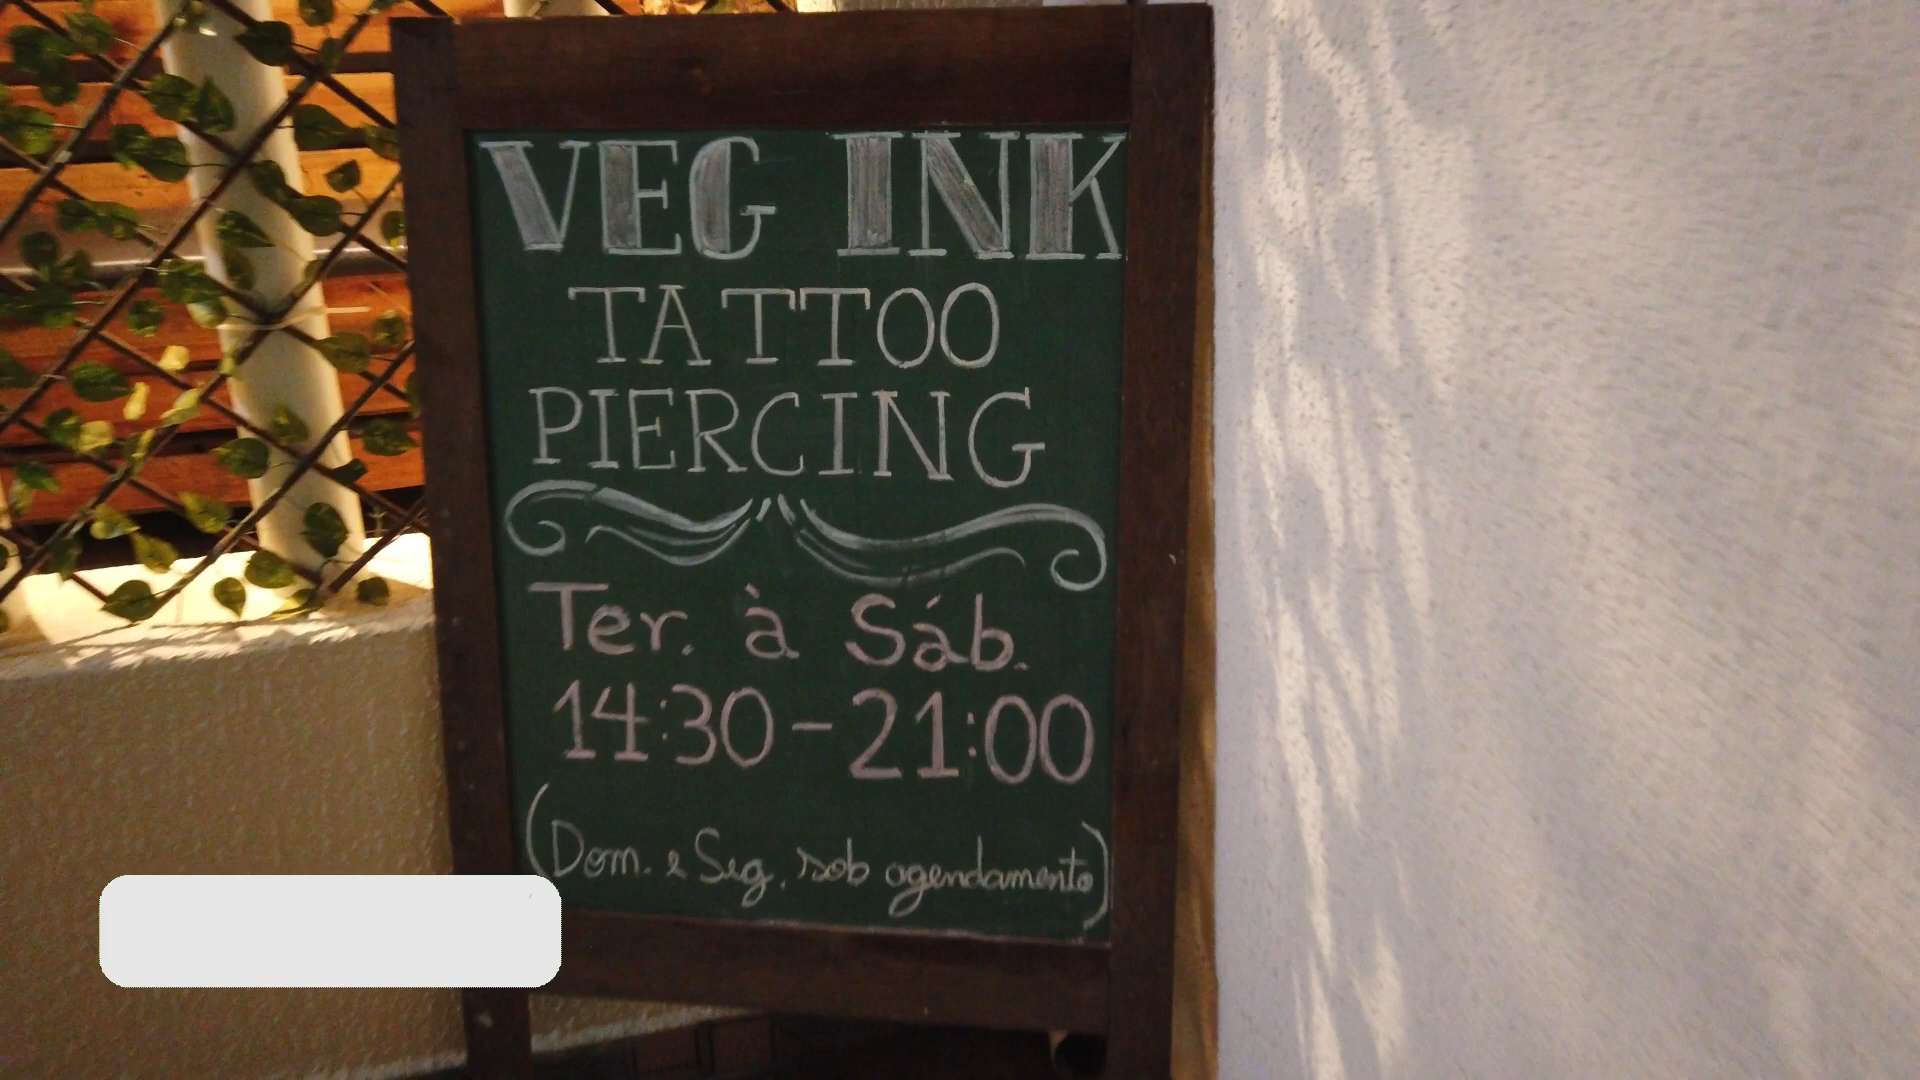 VEG INK
TATTOO
PIERCING
Ter. à Sáb.
14:30-21:00
(Dom. e Seg. sob agendamento)